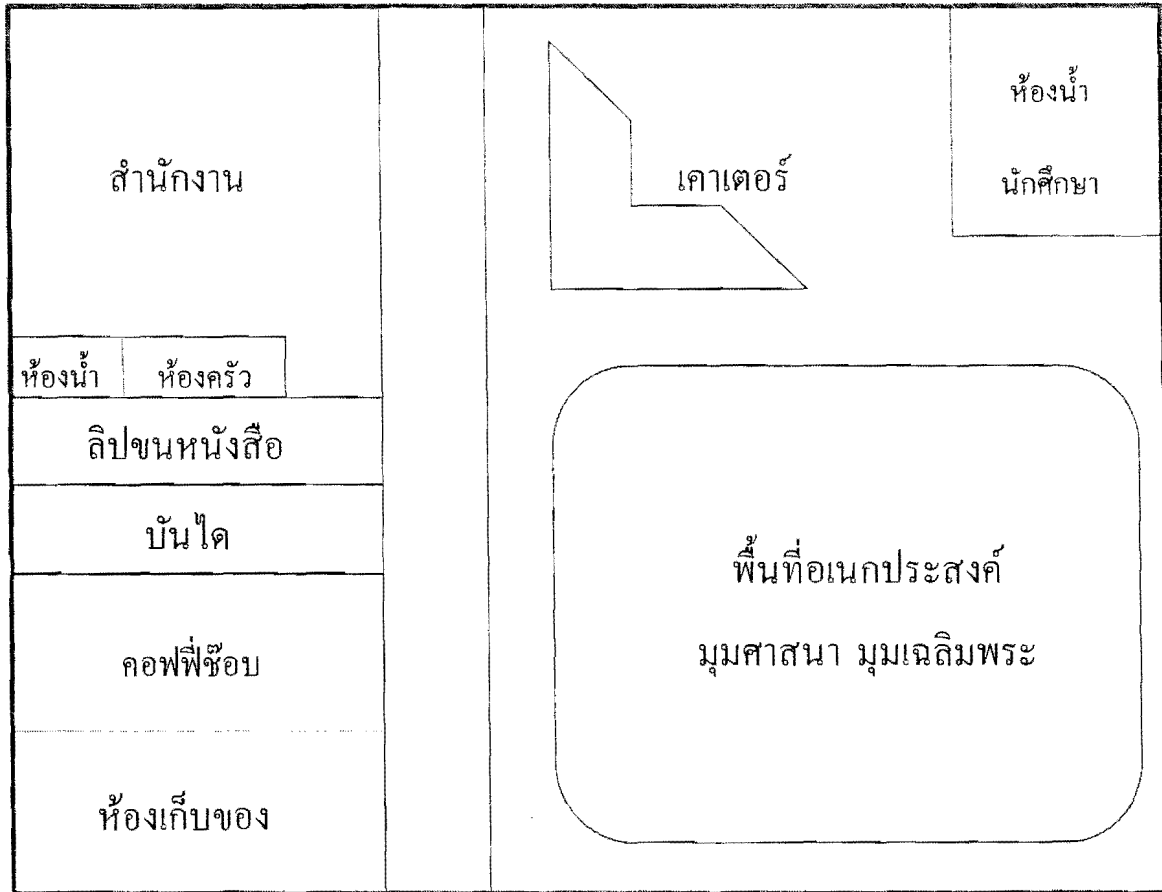 สำนักงาน
เคาเตอร์
ห้องน้ำ
นักศึกษา
ห้องน้ำ
ห้องครัว
ลิปขนหนังสือ
บันใด
คอฟฟี่ช๊อบ
ห้องเก็บของ
พื้นที่อเนกประสงค์
มุมศาสนา มุมเฉลิมพระ